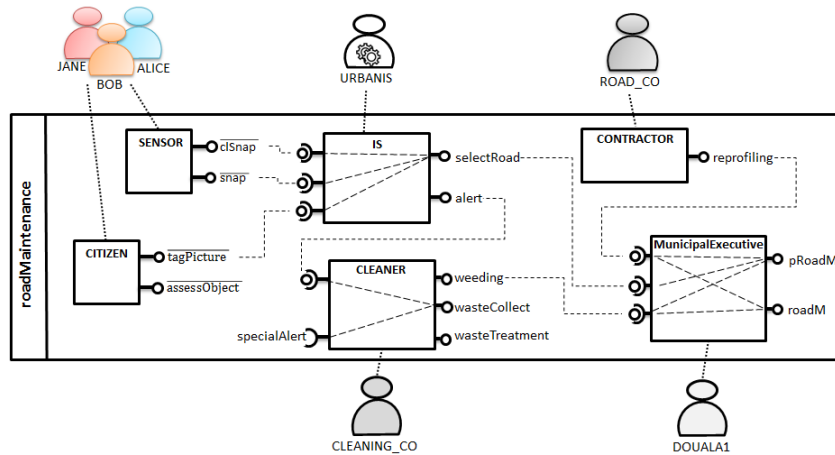 JANE
BOB
ALICE
URBANIS
ROAD_CO
roadMaintenance
SENSOR
clSnap
snap
IS
selectRoad
alert
CONTRACTOR
reprofiling
CITIZEN
tagPicture
assessObject
CLEANER
weeding
wasteCollect
wasteTreatment
specialAlert
MunicipalExecutive
pRoadM
roadM
CLEANING_CO
DOUALA1